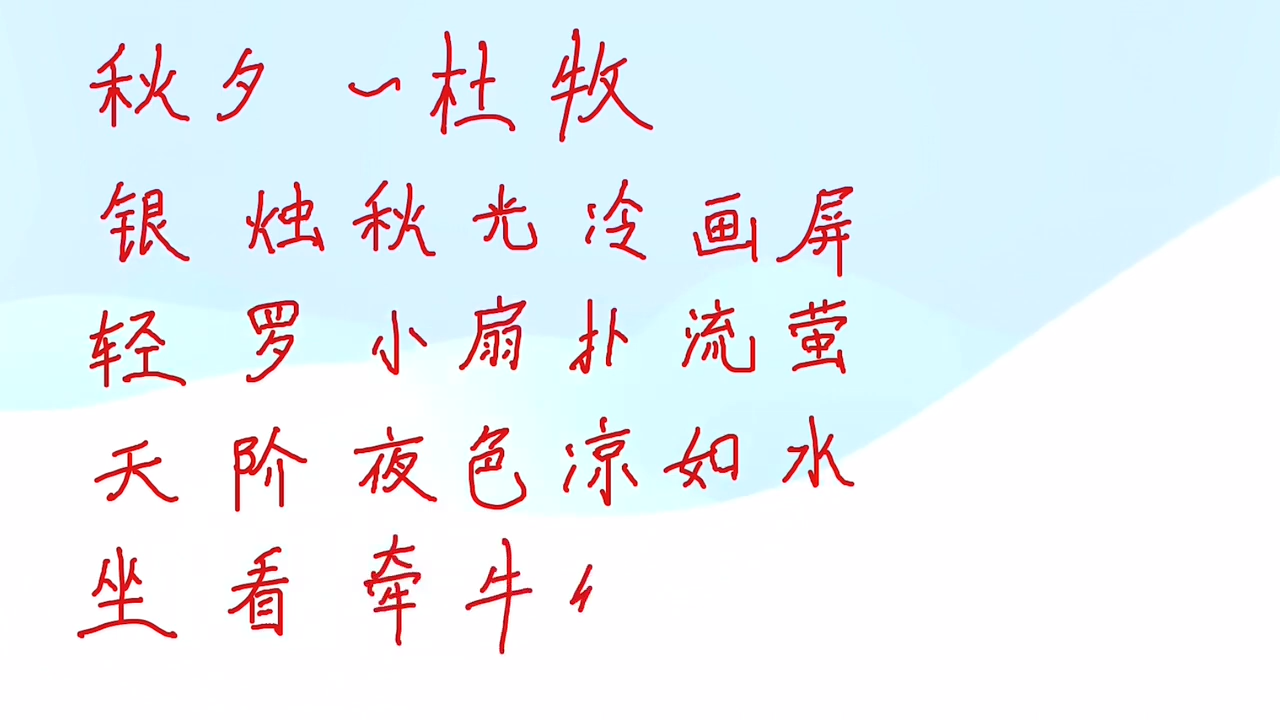 秋夕 ~杜牧
银烛秋光冷画屏
轻罗小扇扑流萤
天阶夜色凉如水
坐看牵牛